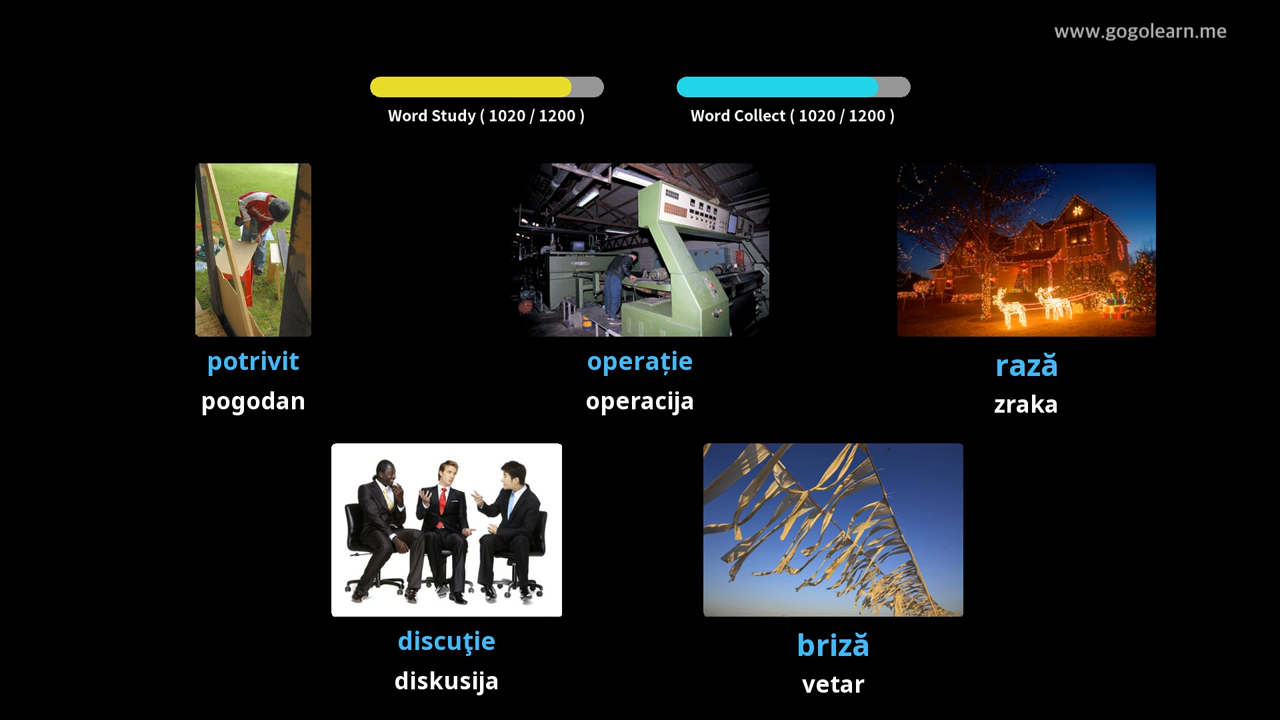 www.gogolearn.me
Word Study ( 1020 / 1200 )
Word Collect ( 1020 / 1200 )
potrivit
pogodan
operație
operacija
rază
zraka
discuţie
diskusija
briză
vetar